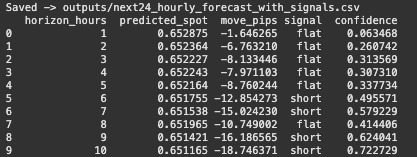 Saved -> outputs/next24_hourly_forecast_with_signals.csv
horizon_hours predicted_spot move_pips signal confidence
0 1 0.652875 -1.646265 flat 0.063468
1 2 0.652364 -6.763210 flat 0.260742
2 3 0.652227 -8.133446 flat 0.313569
3 4 0.652243 -7.971103 flat 0.307310
4 5 0.652164 -8.760244 flat 0.337734
5 6 0.651755 -12.854273 short 0.495571
6 7 0.651538 -15.024230 short 0.579229
7 8 0.651965 -10.749002 flat 0.414406
8 9 0.651421 -16.186565 short 0.624041
9 10 0.651165 -18.746371 short 0.722729